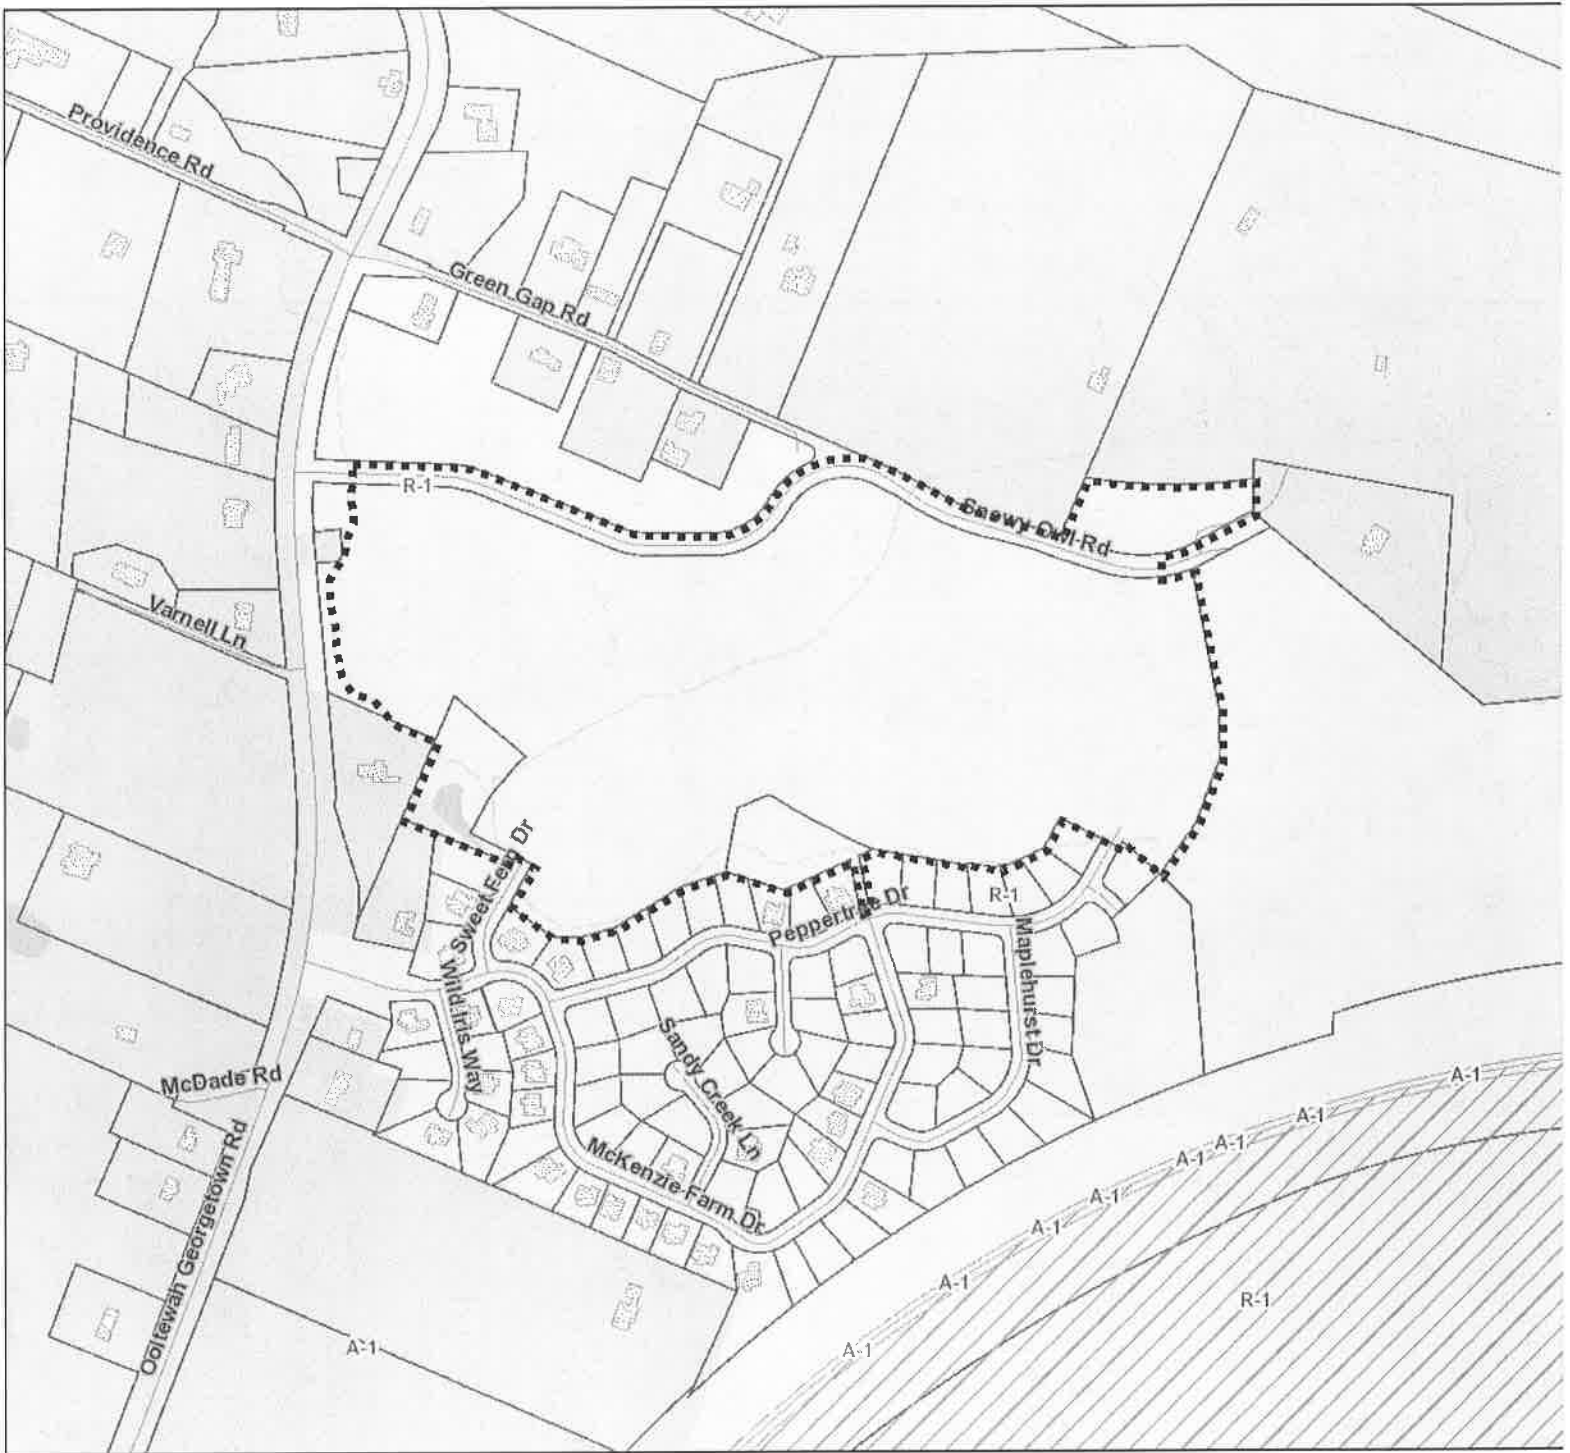 Providence Rd
Green Gap Rd
R-1
Snowy Owl Rd
Varnell Ln
Sweet Fern Dr
R-1
Peppertree Dr
Maplehurst Dr
Wild Iris Way
Sandy Creek Ln
McDade Rd
A-1
A-1
A-1
A-1
A-1
McKenzie Farm Dr
A-1
A-1
R-1
Ooltewah Georgetown Rd
A-1
A-1